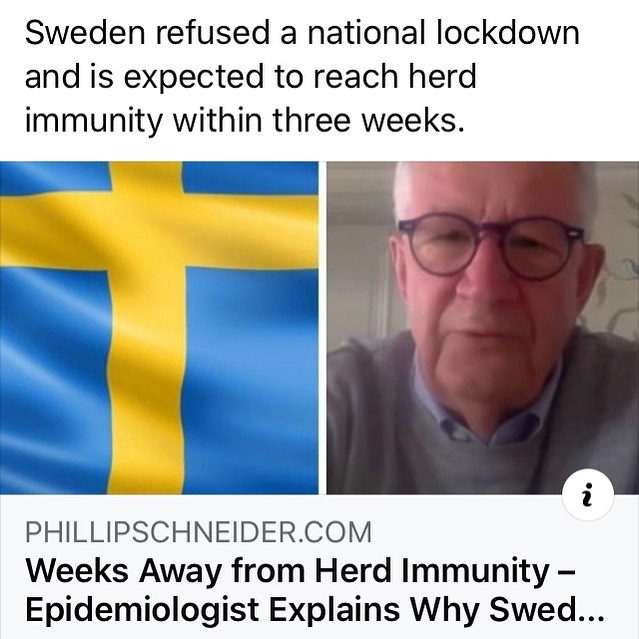 Sweden refused a national lockdown
and is expected to reach herd
immunity within three weeks.
i
PHILLIPSCHNEIDER.COM
Weeks Away from Herd Immunity –
Epidemiologist Explains Why Swed...